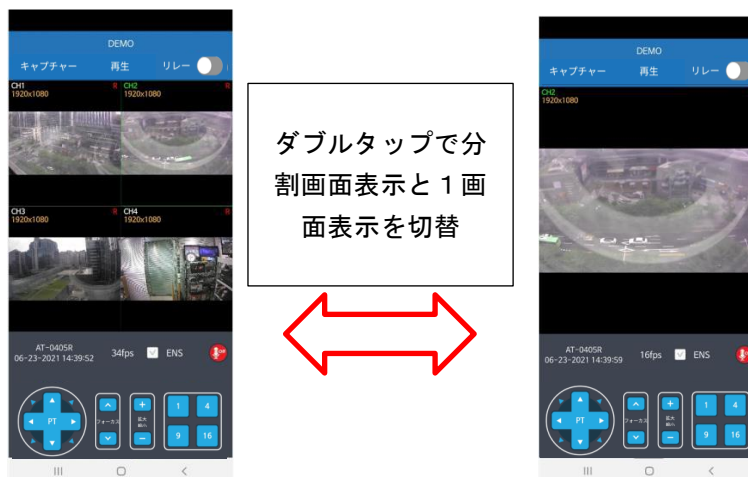 DEMO
キャプチャー 再生 リレー
CH1 R CH2 R
1920x1080 1920x1080
CH3 R CH4 R
1920x1080 1920x1080
AT-0405R
06-23-2021 14:39:52 34fps ENS
PT フォーカス 拡大 縮小
+
−
1 4
9 16
ダブルタップで分
割画面表示と１画
面表示を切替
DEMO
キャプチャー 再生 リレー
CH2
1920x1080
AT-0405R
06-23-2021 14:39:59 16fps ENS
PT フォーカス 拡大 縮小
+
−
1 4
9 16